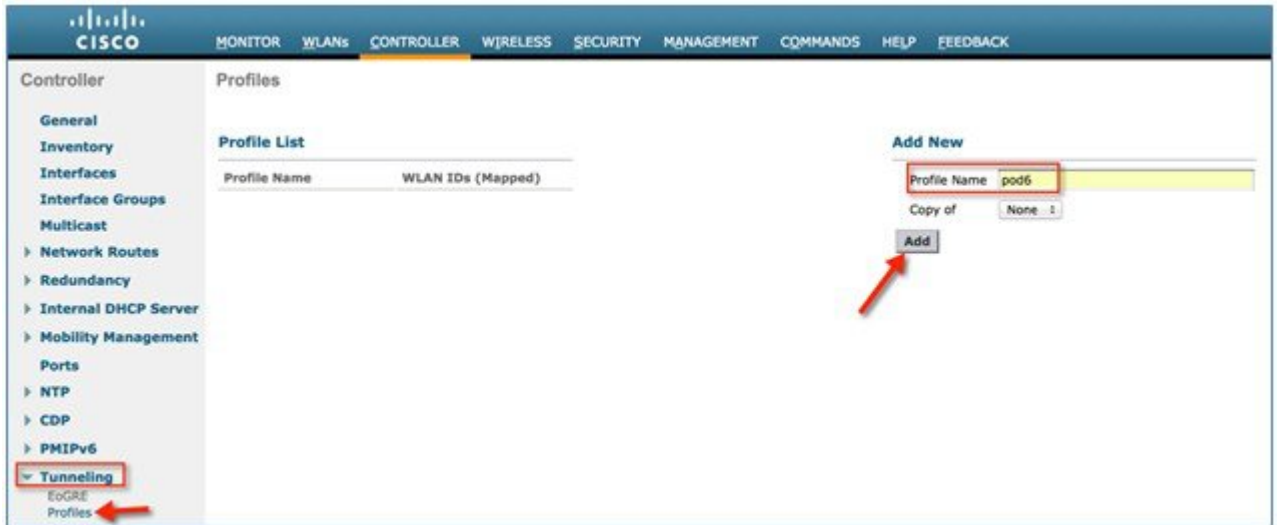 CISCO
MONITOR WLANs CONTROLLER WIRELESS SECURITY MANAGEMENT COMMANDS HELP FEEDBACK
Controller
General
Inventory
Interfaces
Interface Groups
Multicast
Network Routes
Redundancy
Internal DHCP Server
Mobility Management
Ports
NTP
CDP
PMIPv6
Tunneling
EoGRE
Profiles
Profiles
Profile List
Profile Name WLAN IDs (Mapped)
Add New
Profile Name pod6
Copy of None
Add